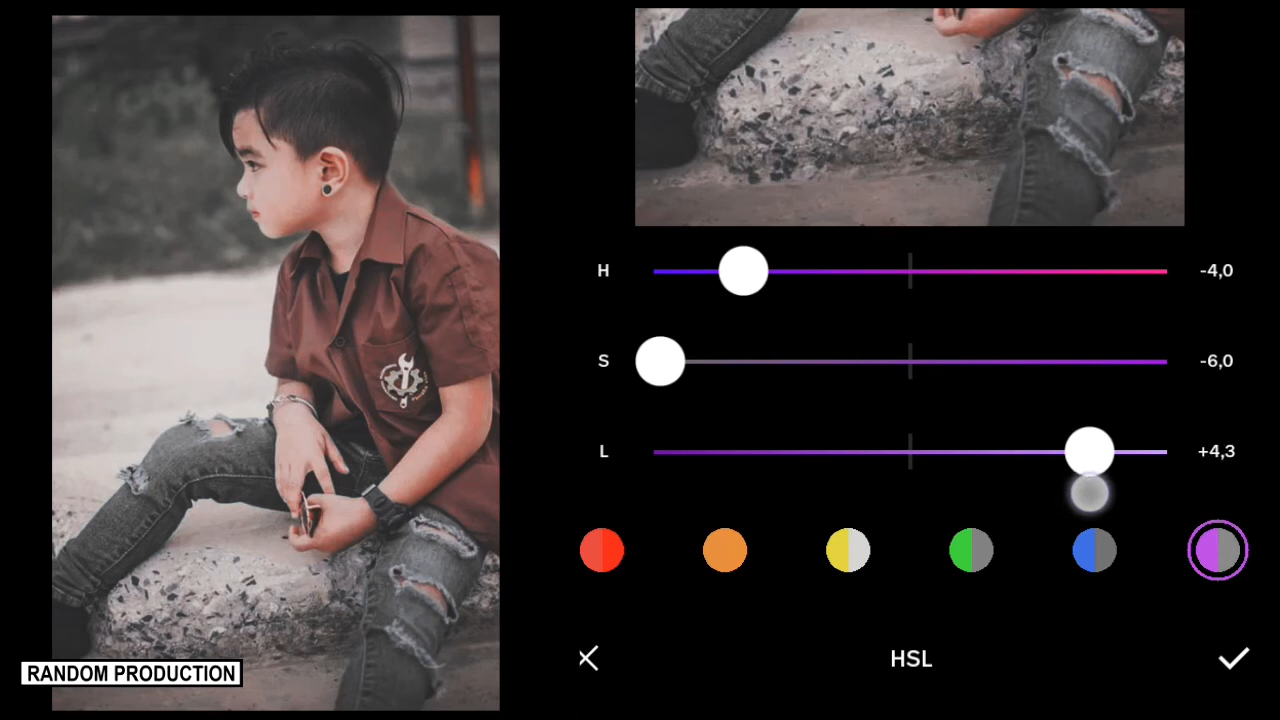 H
-4,0
S
-6,0
L
+4,3
HSL
RANDOM PRODUCTION